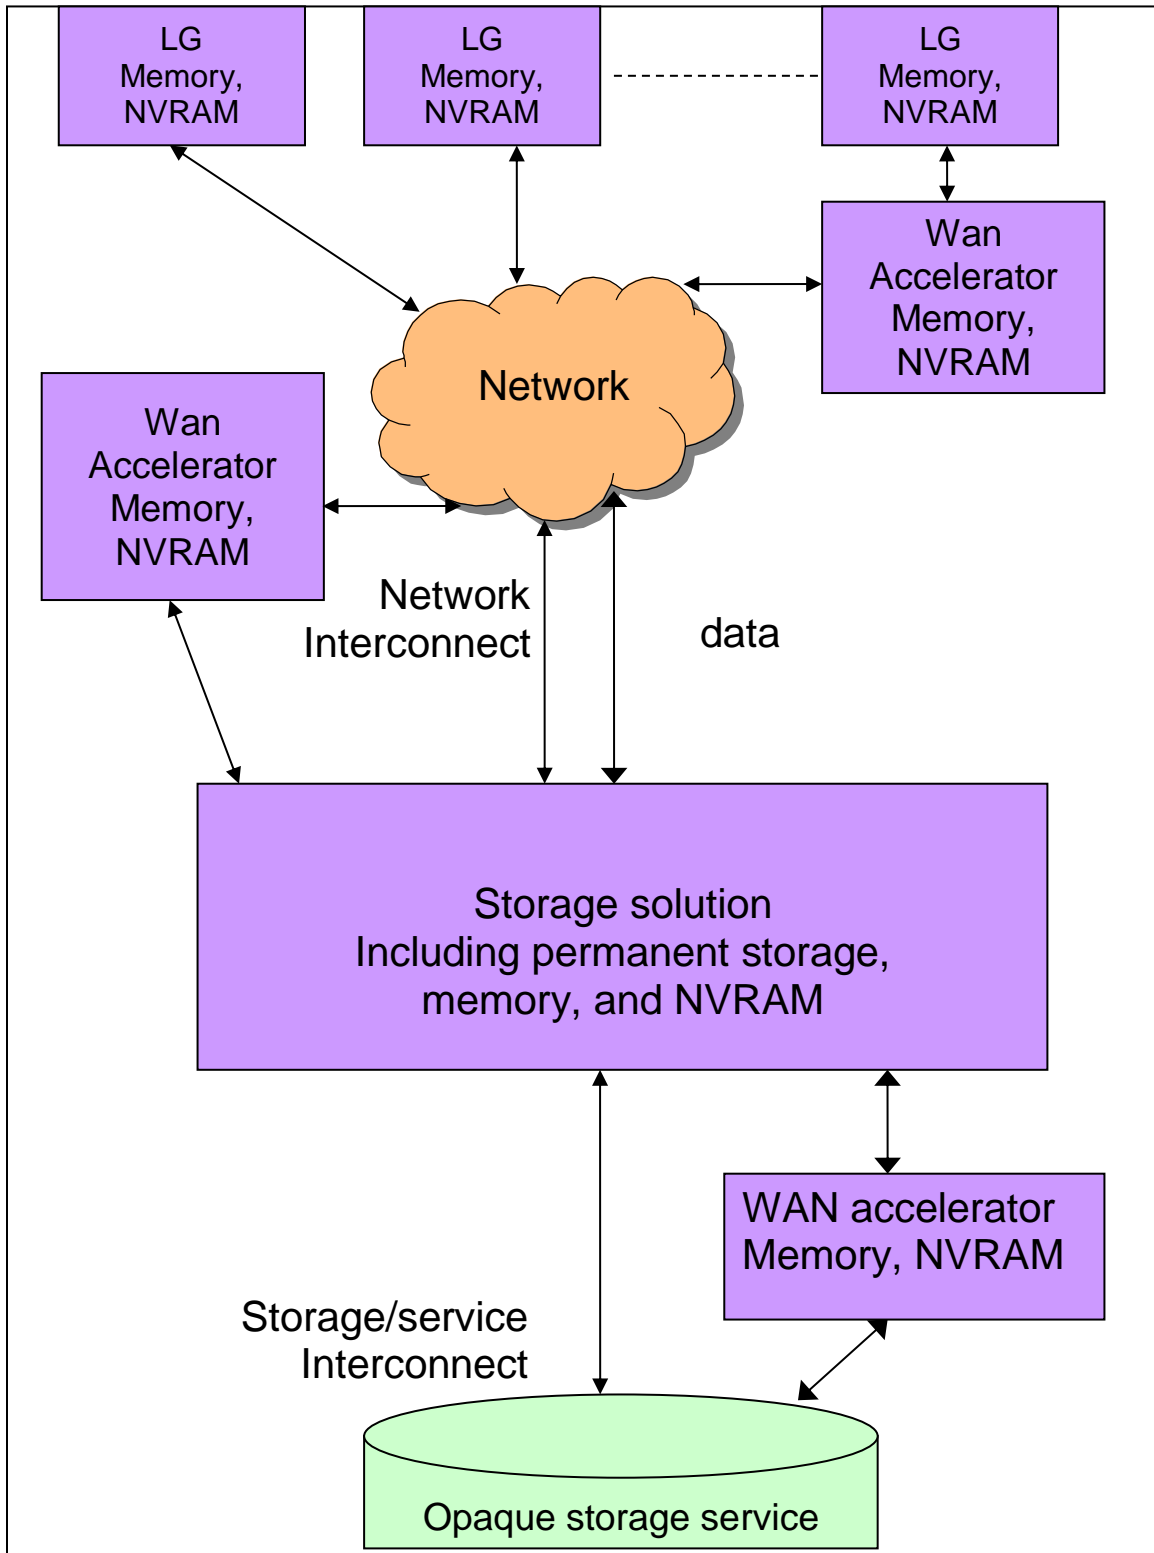 LG
Memory,
NVRAM
LG
Memory,
NVRAM
LG
Memory,
NVRAM
Wan
Accelerator
Memory,
NVRAM
Network
Wan
Accelerator
Memory,
NVRAM
Network
Interconnect
data
Storage solution
Including permanent storage,
memory, and NVRAM
WAN accelerator
Memory, NVRAM
Storage/service
Interconnect
Opaque storage service